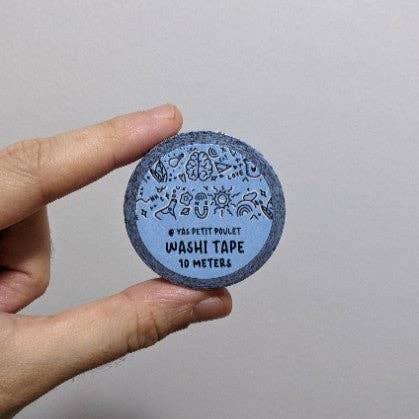 @ YAS PETIT POULET
WASHI TAPE
10 METERS